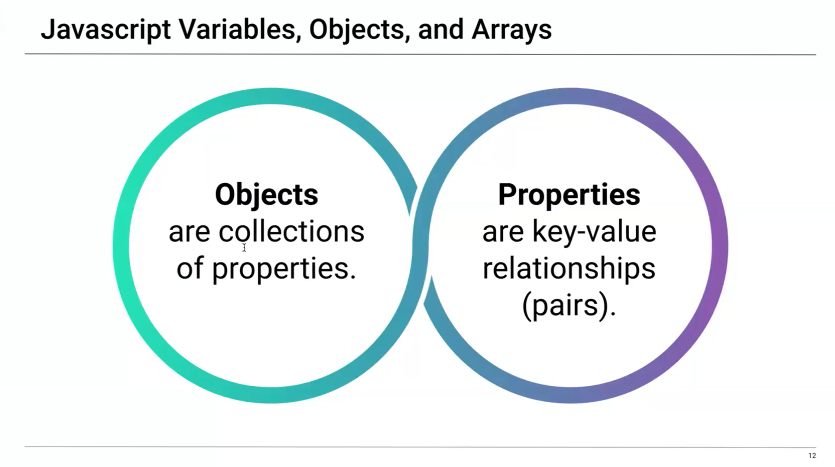 Javascript Variables, Objects, and Arrays
Objects
are collections
of properties.
Properties
are key-value
relationships
(pairs).
12